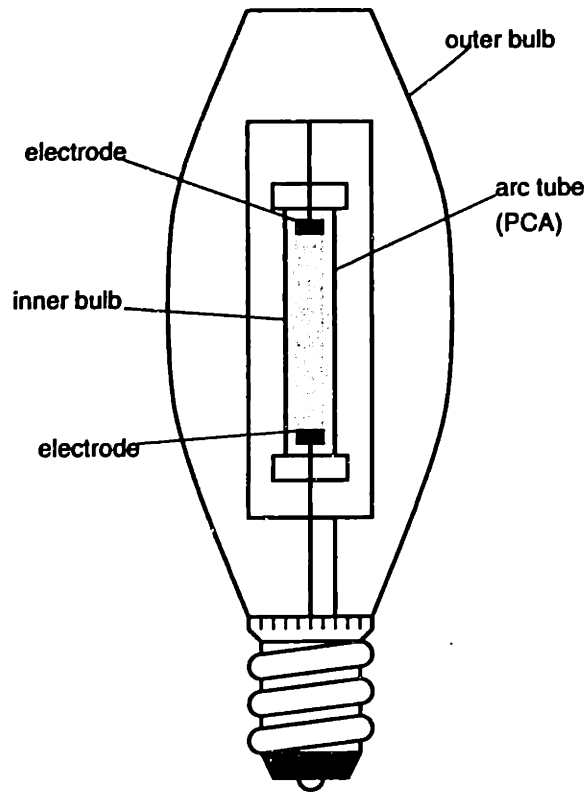 outer bulb
electrode
arc tube
(PCA)
inner bulb
electrode